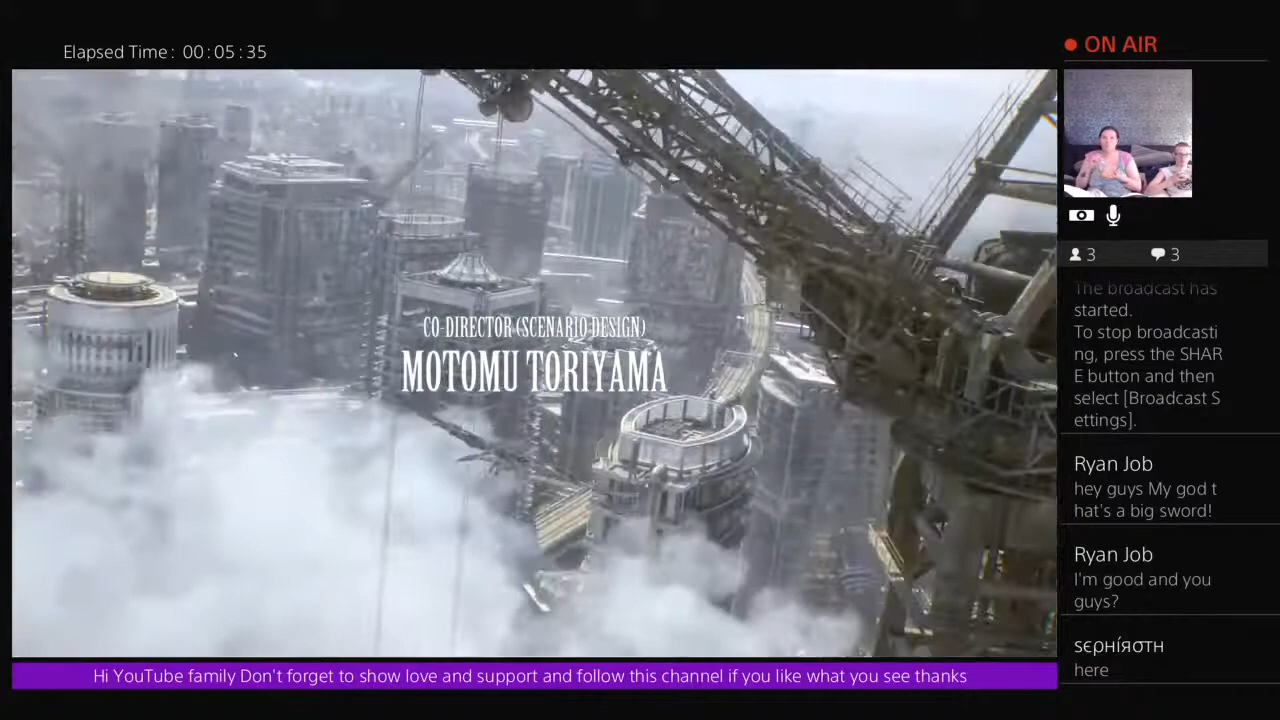 Elapsed Time: 00:05:35
ON AIR
CO-DIRECTOR (SCENARIO DESIGN)
MOTOMU TORIYAMA
3 3
The broadcast has
started.
To stop broadcasti
ng, press the SHAR
E button and then
select [Broadcast S
ettings].
Ryan Job
hey guys My god t
hat's a big sword!
Ryan Job
I'm good and you
guys?
ѕєρнίяσтн
here
Hi YouTube family Don't forget to show love and support and follow this channel if you like what you see thanks